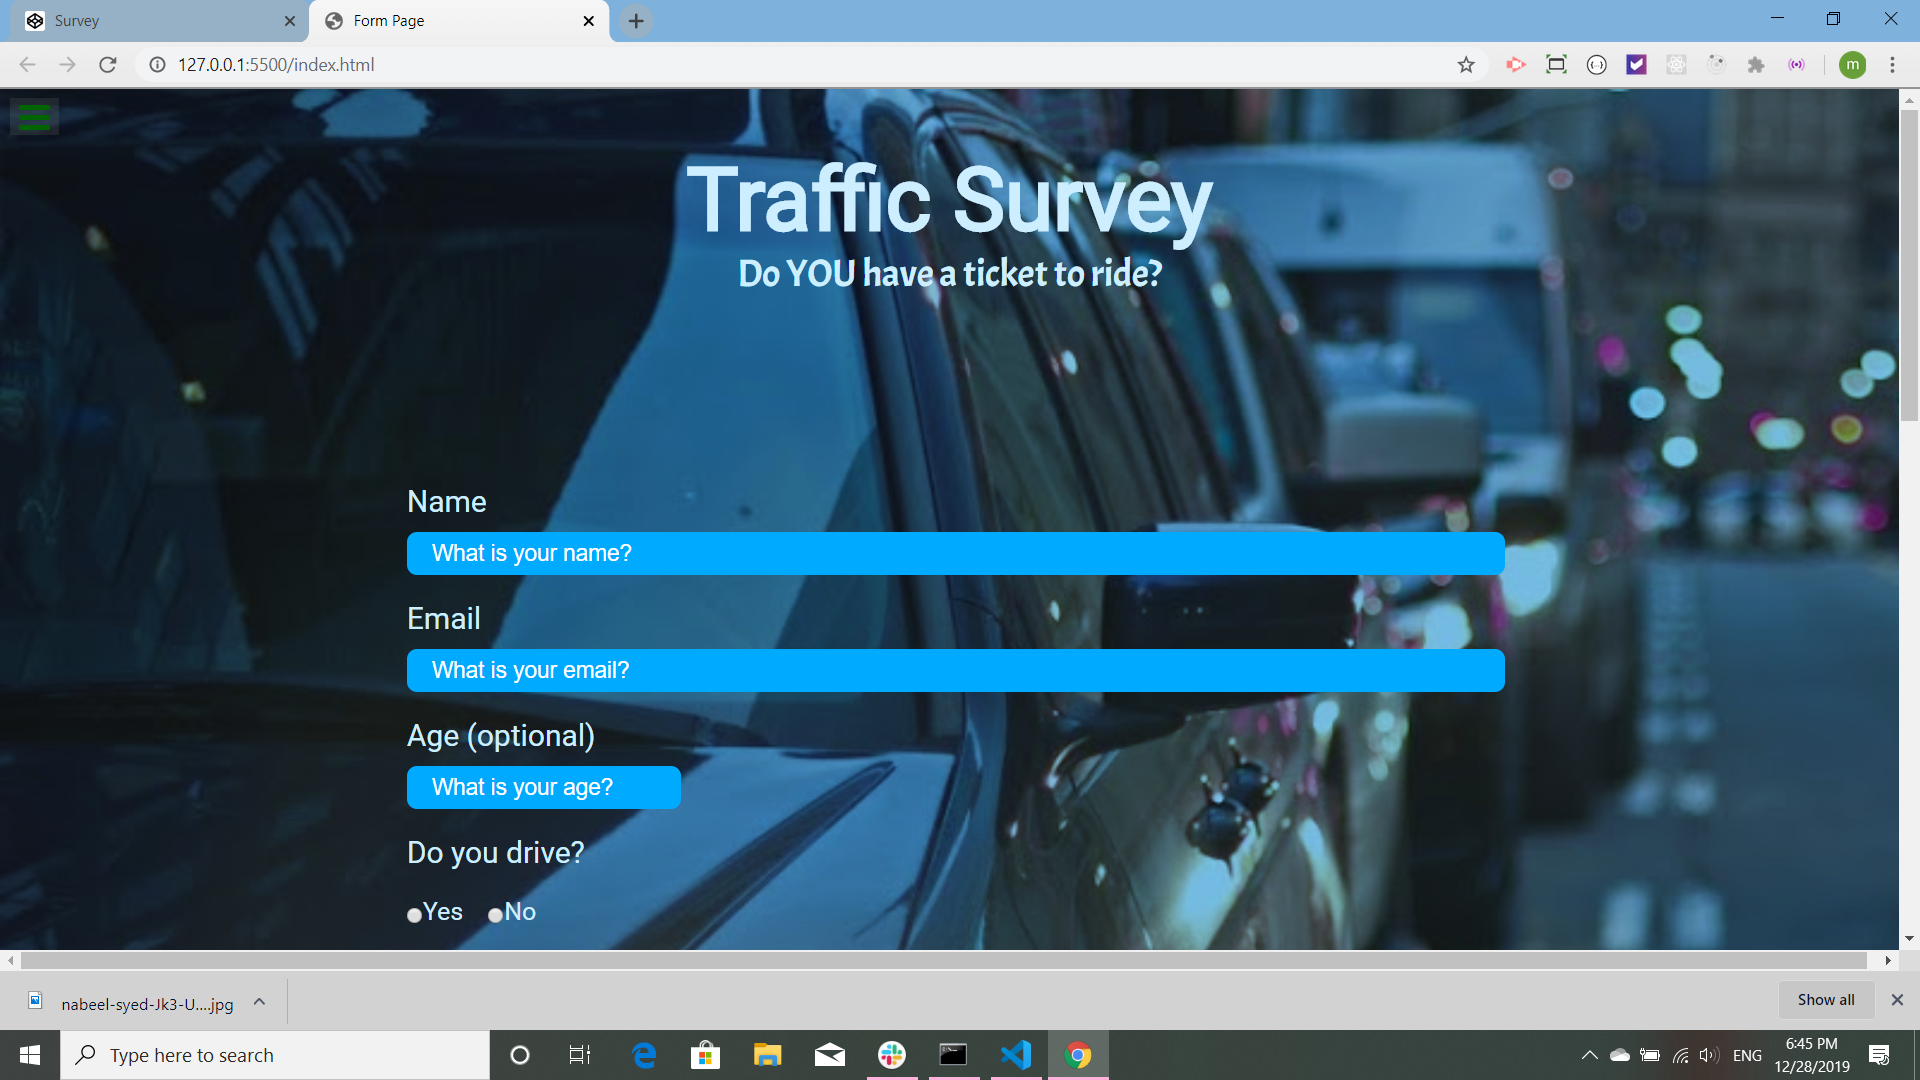 Survey
Form Page
127.0.0.1:5500/index.html
m
Traffic Survey
Do YOU have a ticket to ride?
Name
What is your name?
Email
What is your email?
Age (optional)
What is your age?
Do you drive?
Yes No
nabeel-syed-Jk3-U....jpg
Show all
Type here to search
ENG
6:45 PM
12/28/2019